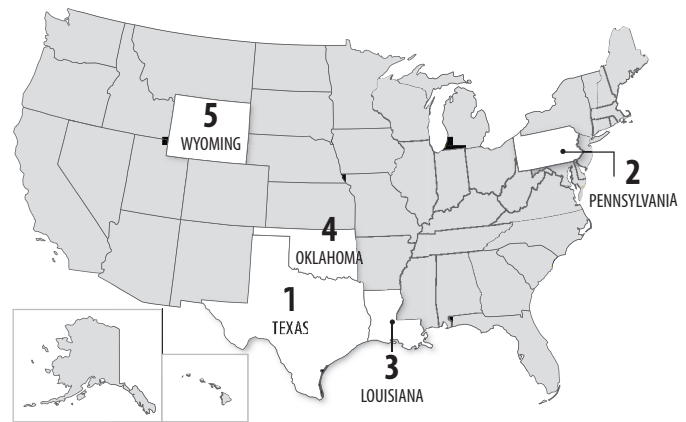 5
WYOMING
2
PENNSYLVANIA
4
OKLAHOMA
1
TEXAS
3
LOUISIANA